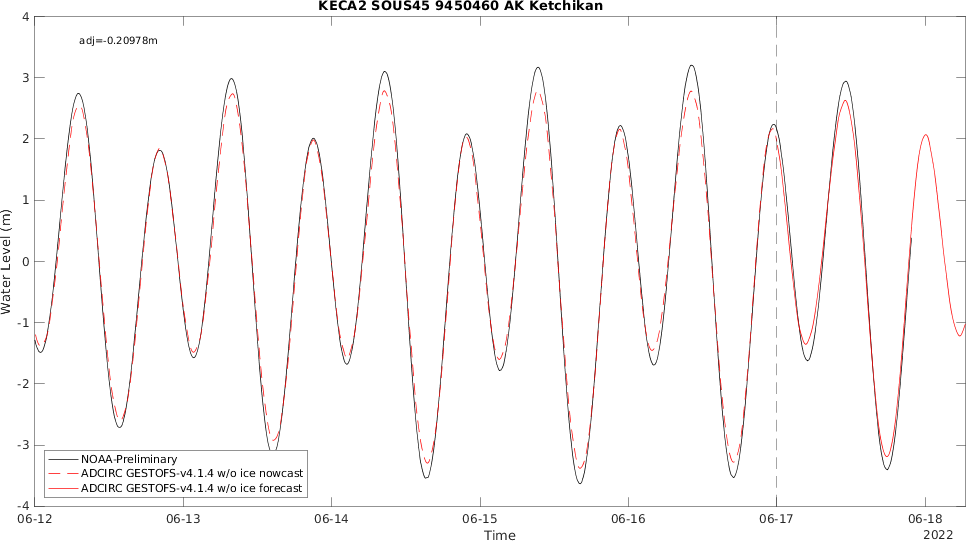 KECA2 SOUS45 9450460 AK Ketchikan
adj=-0.20978m
4
3
2
1
0
-1
-2
-3
-4
Water Level (m)
NOAA-Preliminary
ADCIRC GESTOFS-v4.1.4 w/o ice nowcast
ADCIRC GESTOFS-v4.1.4 w/o ice forecast
06-12 06-13 06-14 06-15 06-16 06-17 06-18
Time
2022